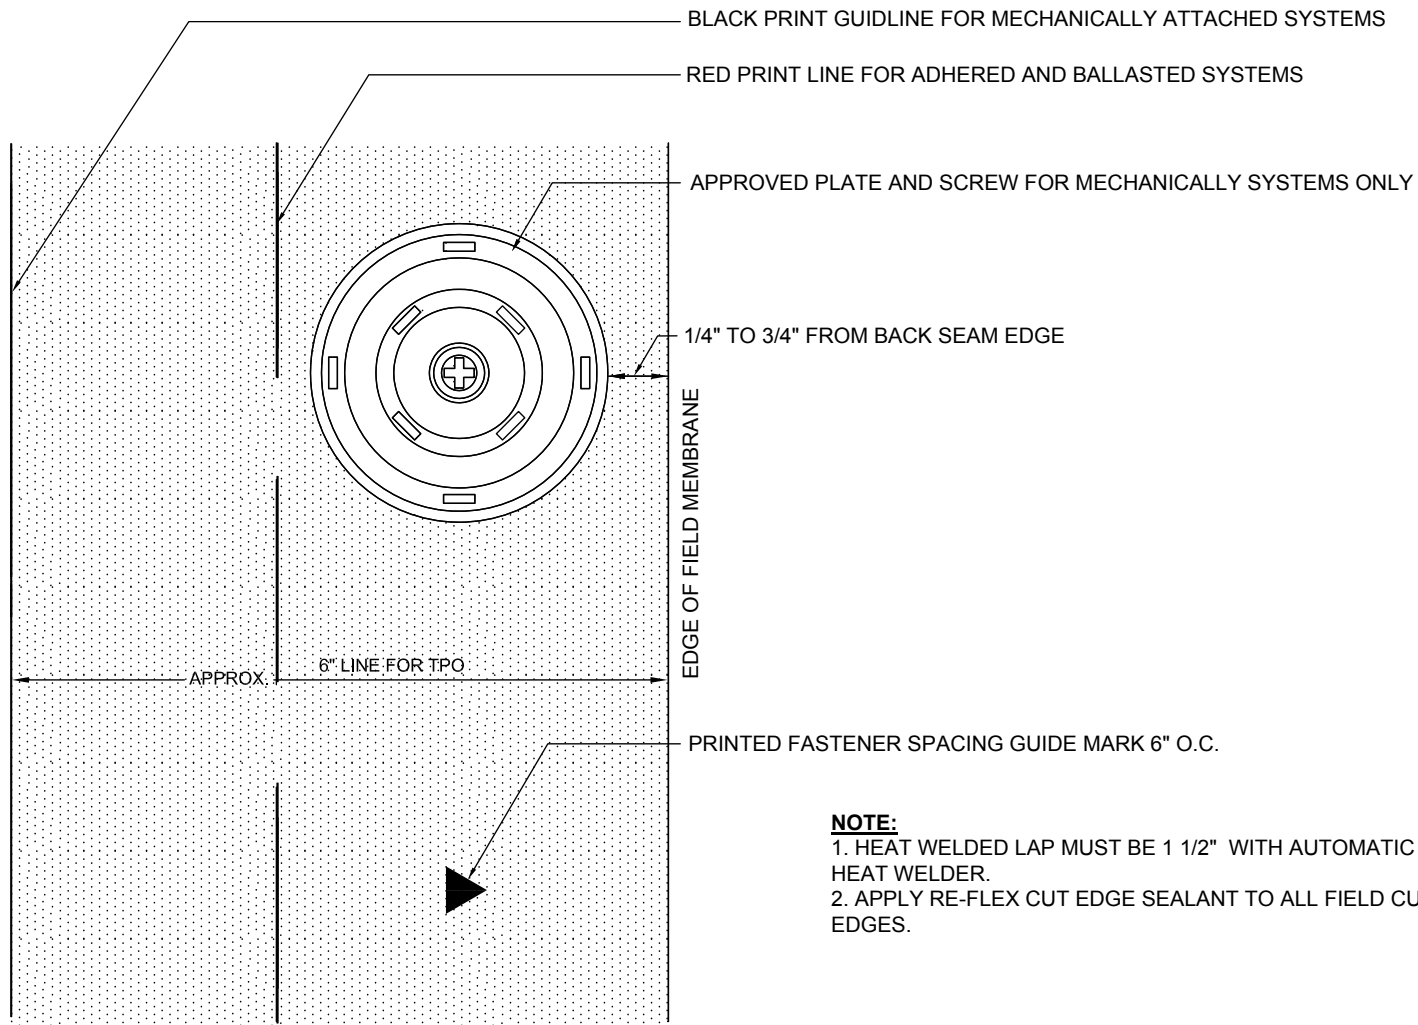 BLACK PRINT GUIDLINE FOR MECHANICALLY ATTACHED SYSTEMS
RED PRINT LINE FOR ADHERED AND BALLASTED SYSTEMS
APPROVED PLATE AND SCREW FOR MECHANICALLY SYSTEMS ONLY
1/4" TO 3/4" FROM BACK SEAM EDGE
EDGE OF FIELD MEMBRANE
APPROX. 6" LINE FOR TPO
PRINTED FASTENER SPACING GUIDE MARK 6" O.C.
NOTE:
1. HEAT WELDED LAP MUST BE 1 1/2" WITH AUTOMATIC
HEAT WELDER.
2. APPLY RE-FLEX CUT EDGE SEALANT TO ALL FIELD CU
EDGES.